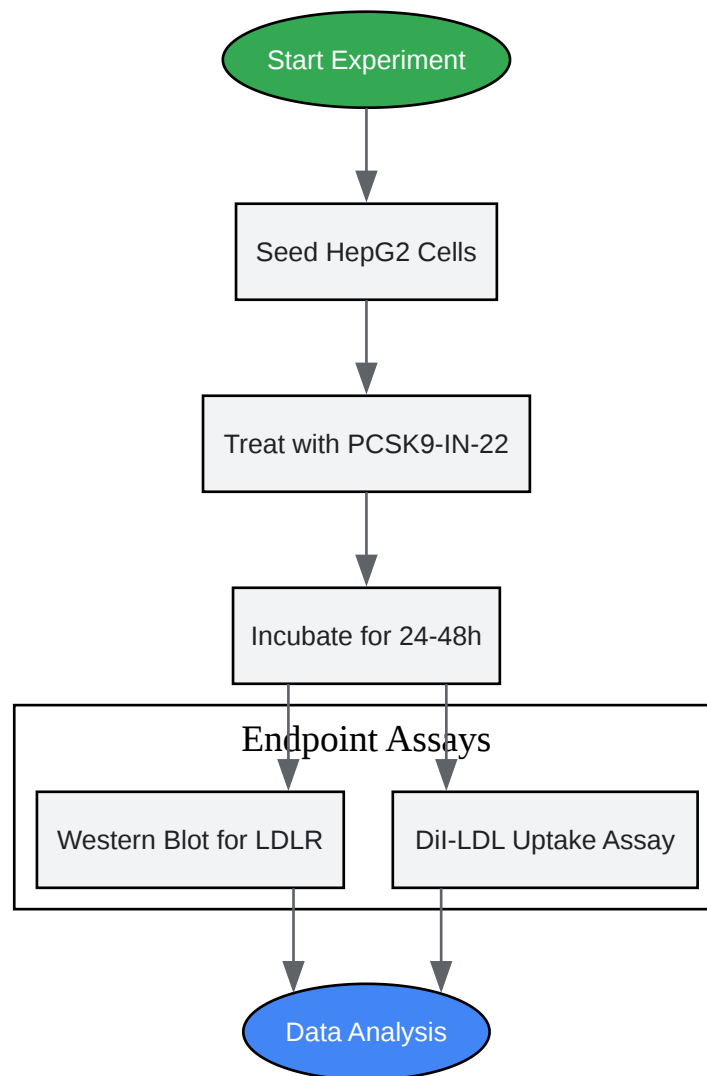 Start Experiment
Seed HepG2 Cells
Treat with PCSK9-IN-22
Incubate for 24-48h
Endpoint Assays
Western Blot for LDLR
DiI-LDL Uptake Assay
Data Analysis